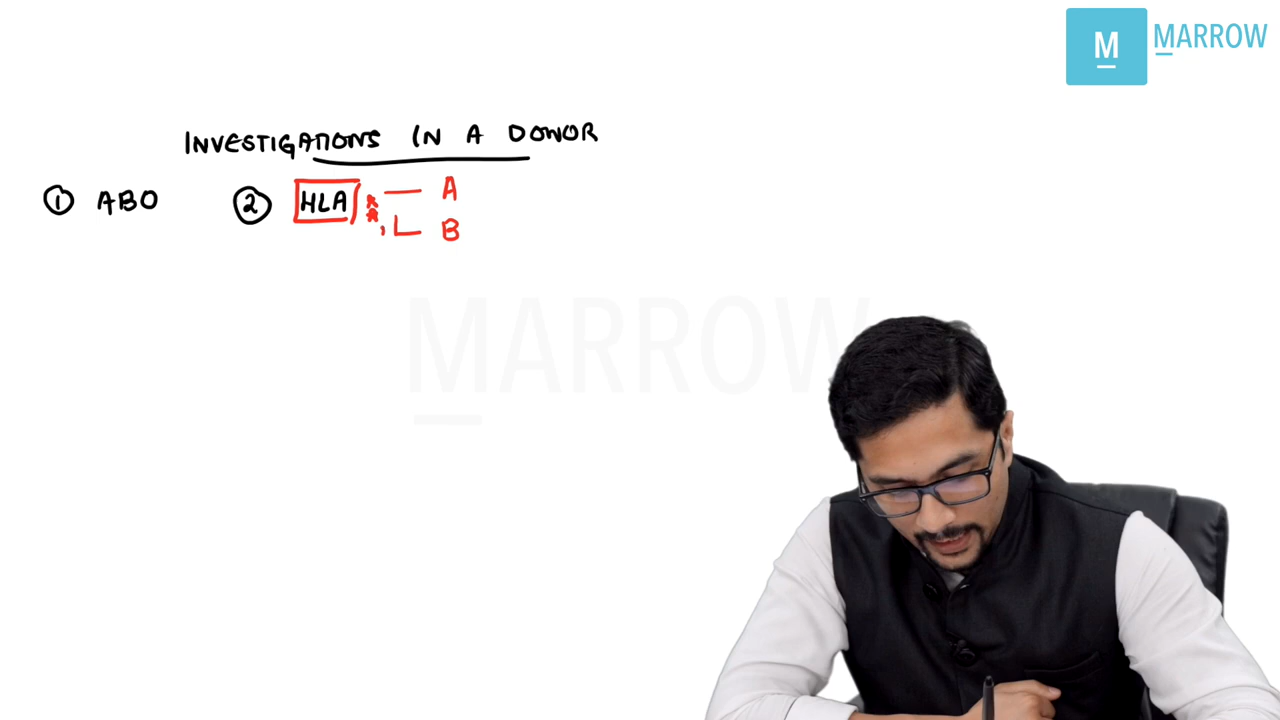 M MARROW
INVESTIGATIONS IN A DONOR
① ABO ② HLA A
B
MARROW